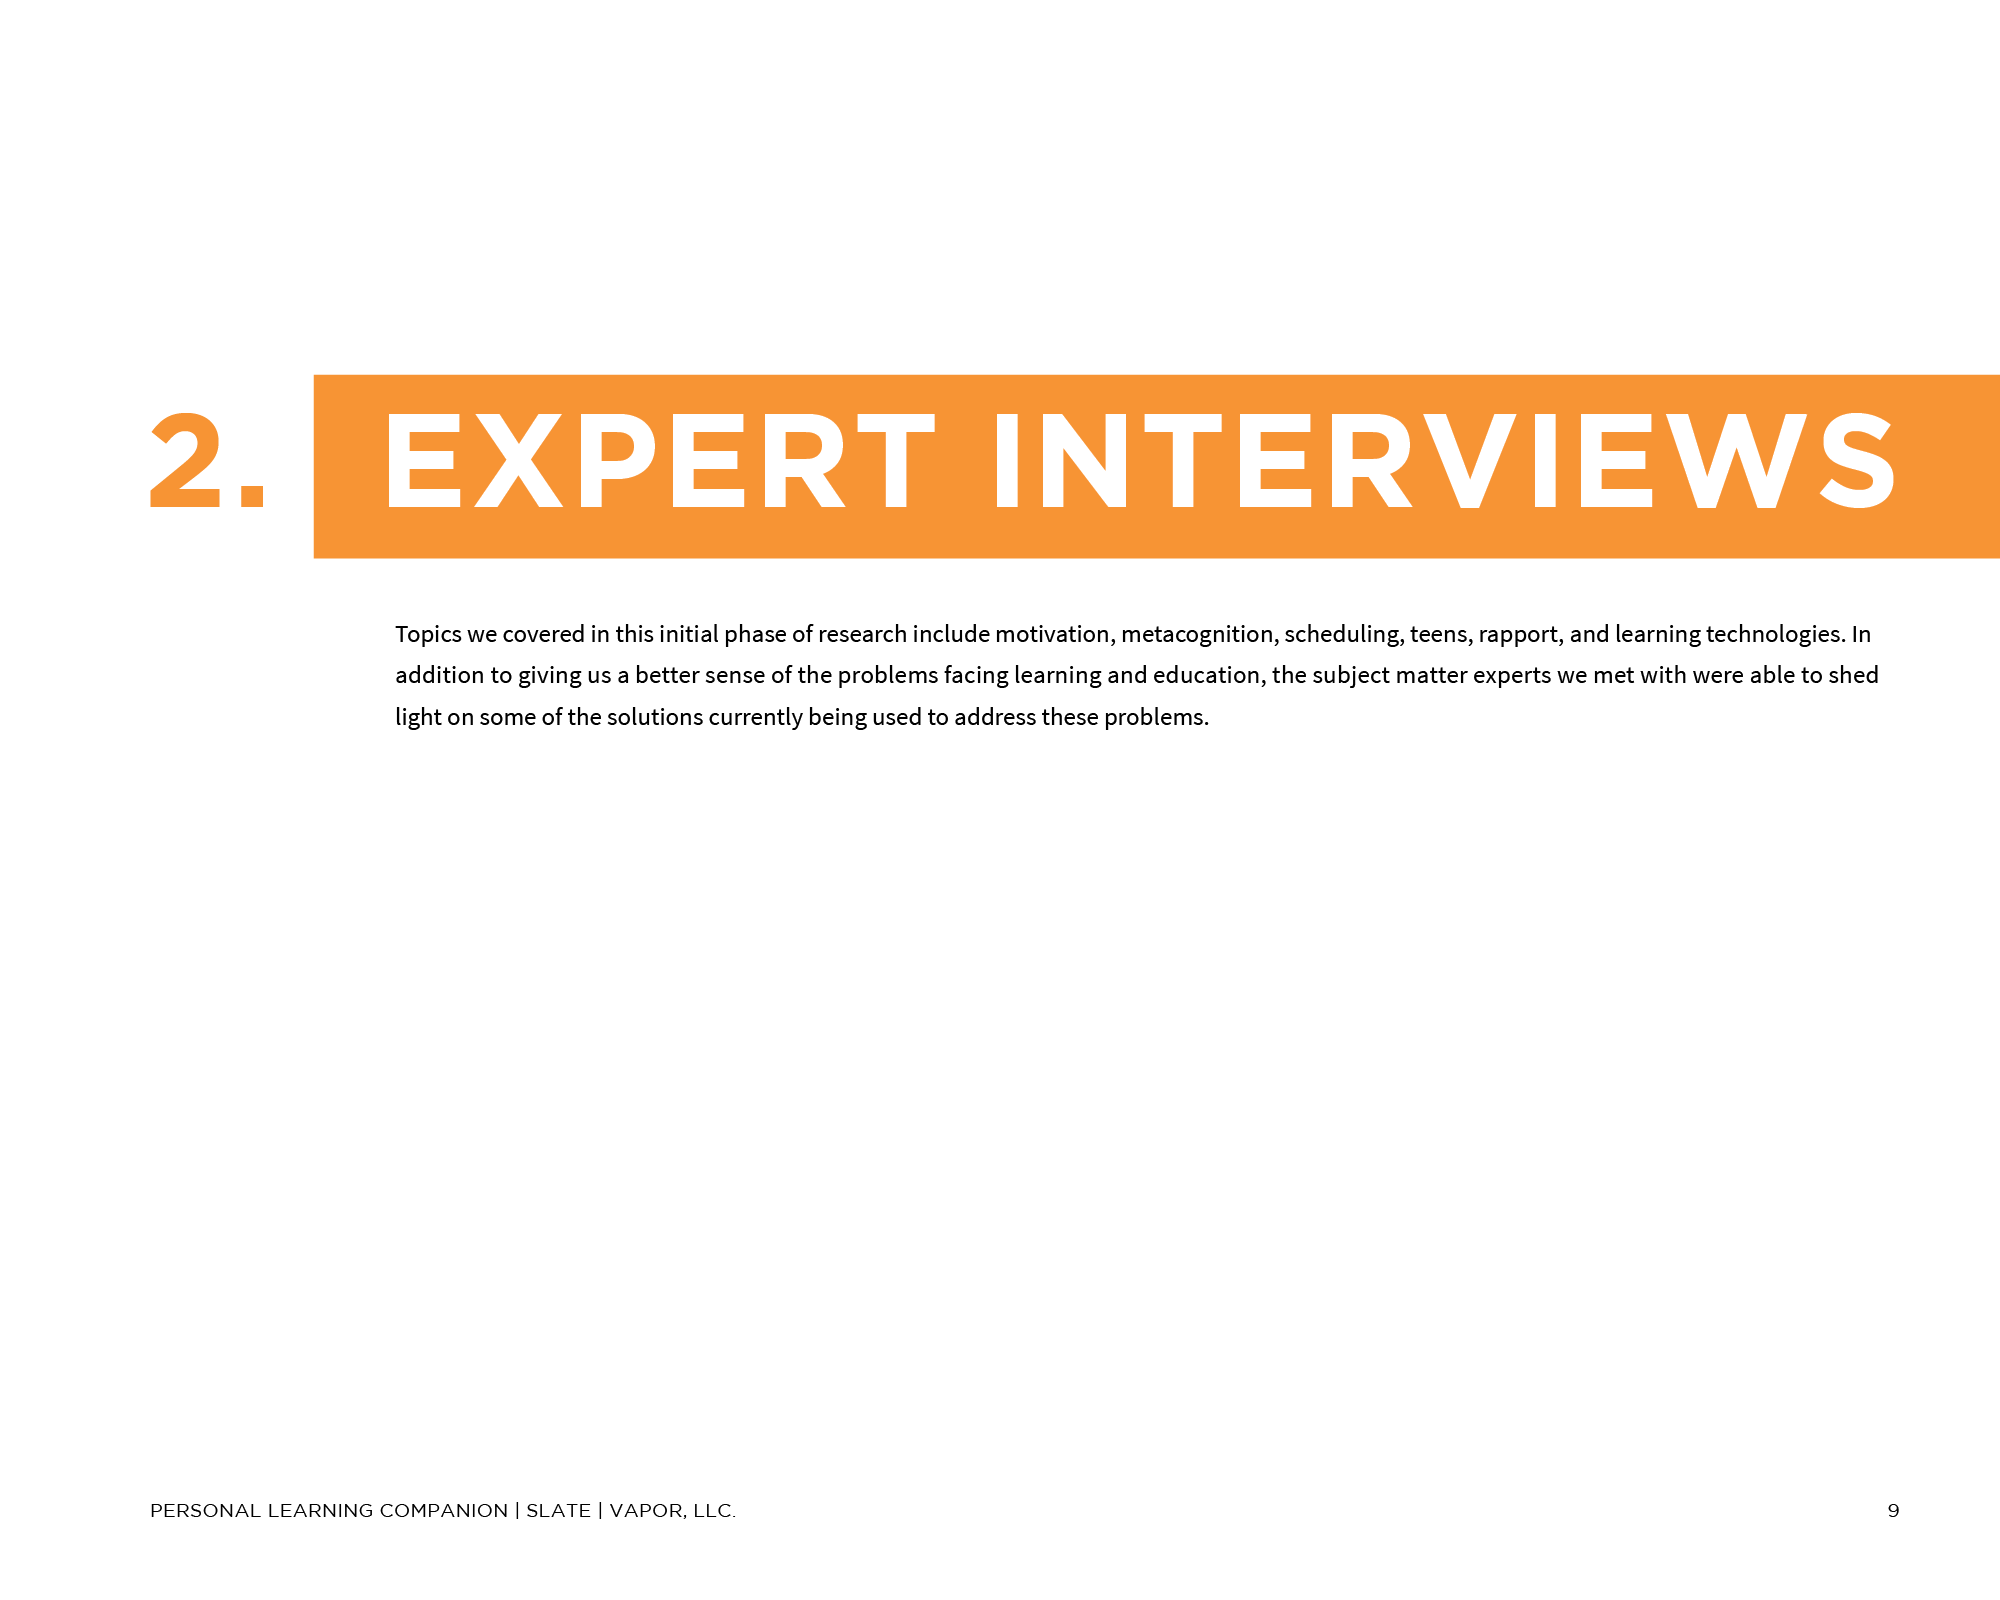 2. EXPERT INTERVIEWS
Topics we covered in this initial phase of research include motivation, metacognition, scheduling, teens, rapport, and learning technologies. In
addition to giving us a better sense of the problems facing learning and education, the subject matter experts we met with were able to shed
light on some of the solutions currently being used to address these problems.
PERSONAL LEARNING COMPANION | SLATE | VAPOR, LLC. 9